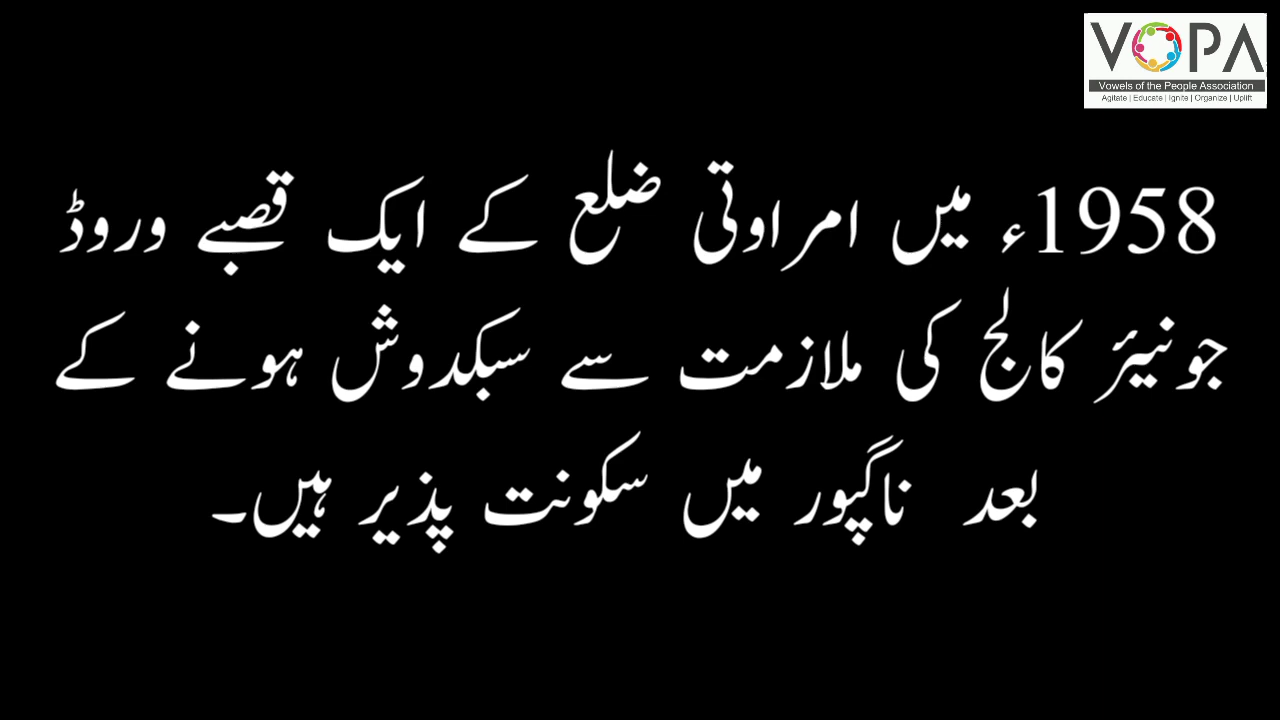 VOPA
Vowels of the People Association
Agitate | Educate | Ignite | Organize | Uplift
1958ء میں امراوتی ضلع کے ایک قصبے وروڈ
جونیئر کالج کی ملازمت سے سبکدوش ہونے کے
بعد ناگپور میں سکونت پذیر ہیں۔